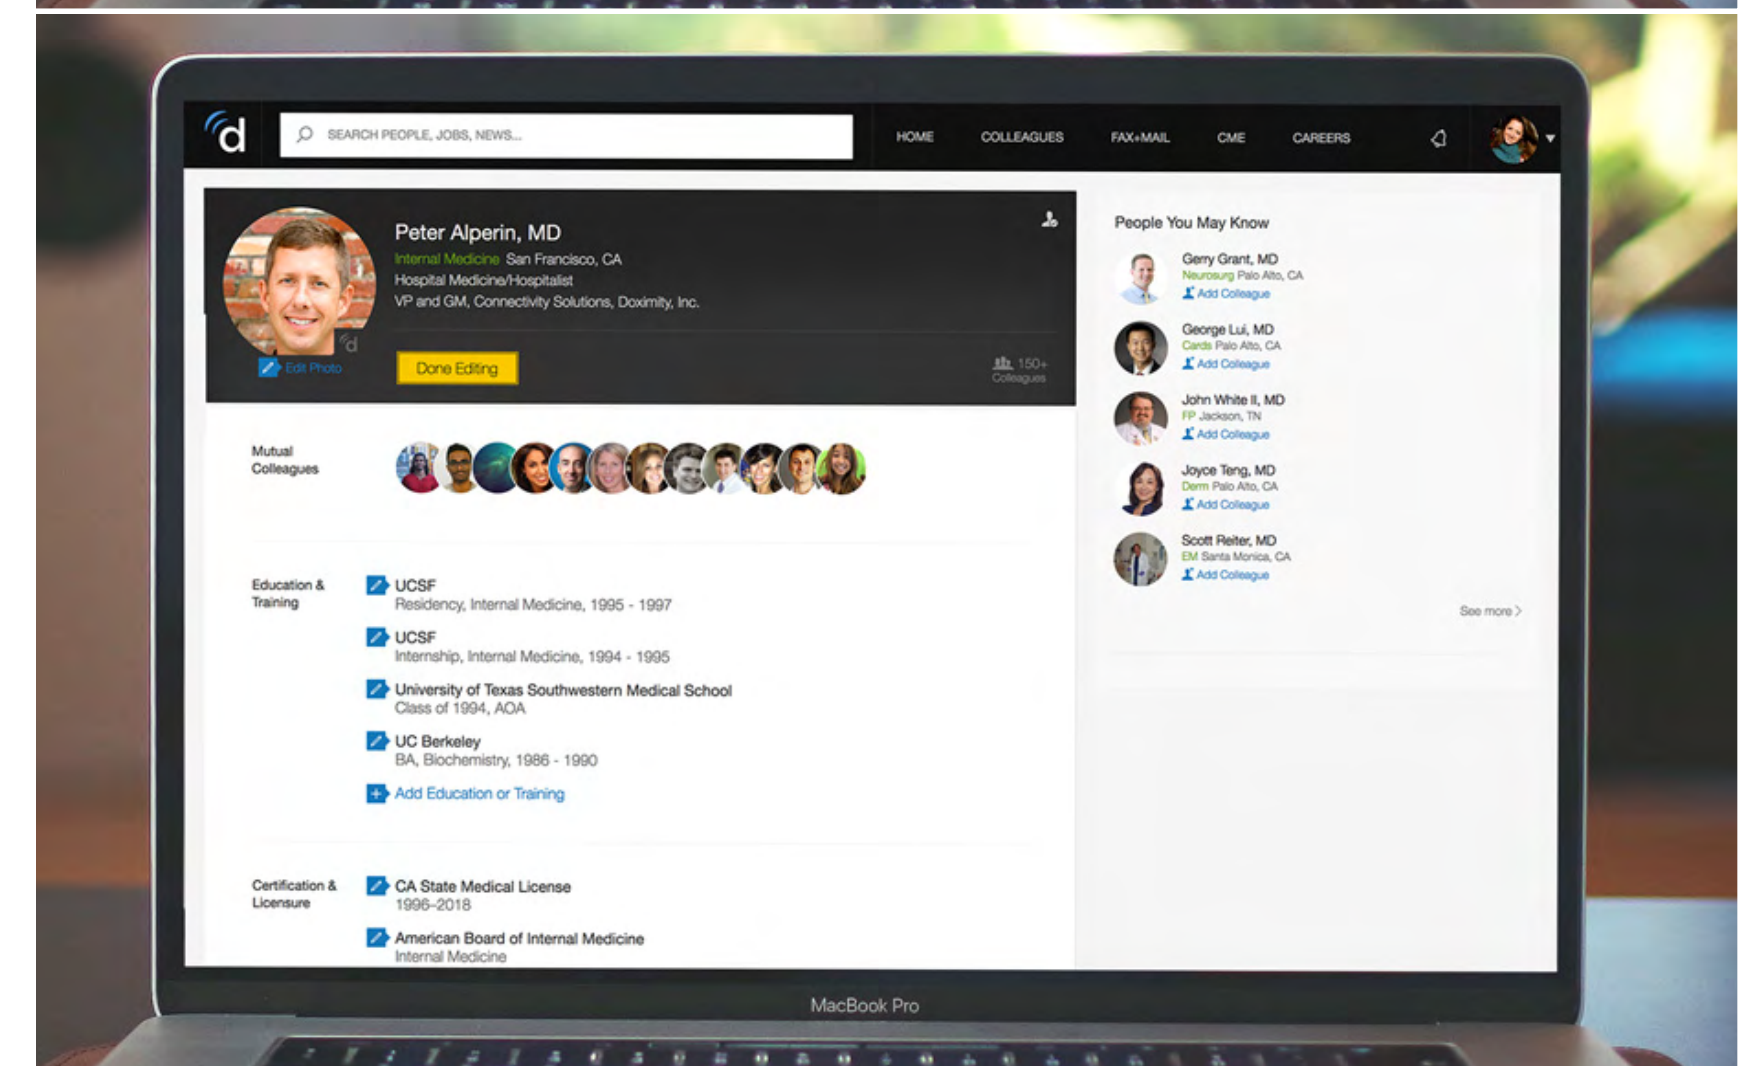 d
SEARCH PEOPLE, JOBS, NEWS...
HOME
COLLEAGUES
FAX+MAIL
CME
CAREERS
Peter Alperin, MD
Internal Medicine San Francisco, CA
Hospital Medicine/Hospitalist
VP and GM, Connectivity Solutions, Doximity, Inc.
d
Edit Photo
Done Editing
150+
Colleagues
Mutual
Colleagues
Education &
Training
UCSF
Residency, Internal Medicine, 1995 - 1997
UCSF
Internship, Internal Medicine, 1994 - 1995
University of Texas Southwestern Medical School
Class of 1994, AOA
UC Berkeley
BA, Biochemistry, 1986 - 1990
Add Education or Training
Certification &
Licensure
CA State Medical License
1996–2018
American Board of Internal Medicine
Internal Medicine
People You May Know
Gerry Grant, MD
Neurosurg Palo Alto, CA
Add Colleague
George Lui, MD
Cards Palo Alto, CA
Add Colleague
John White II, MD
FP Jackson, TN
Add Colleague
Joyce Teng, MD
Derm Palo Alto, CA
Add Colleague
Scott Reiter, MD
EM Santa Monica, CA
Add Colleague
See more >
MacBook Pro